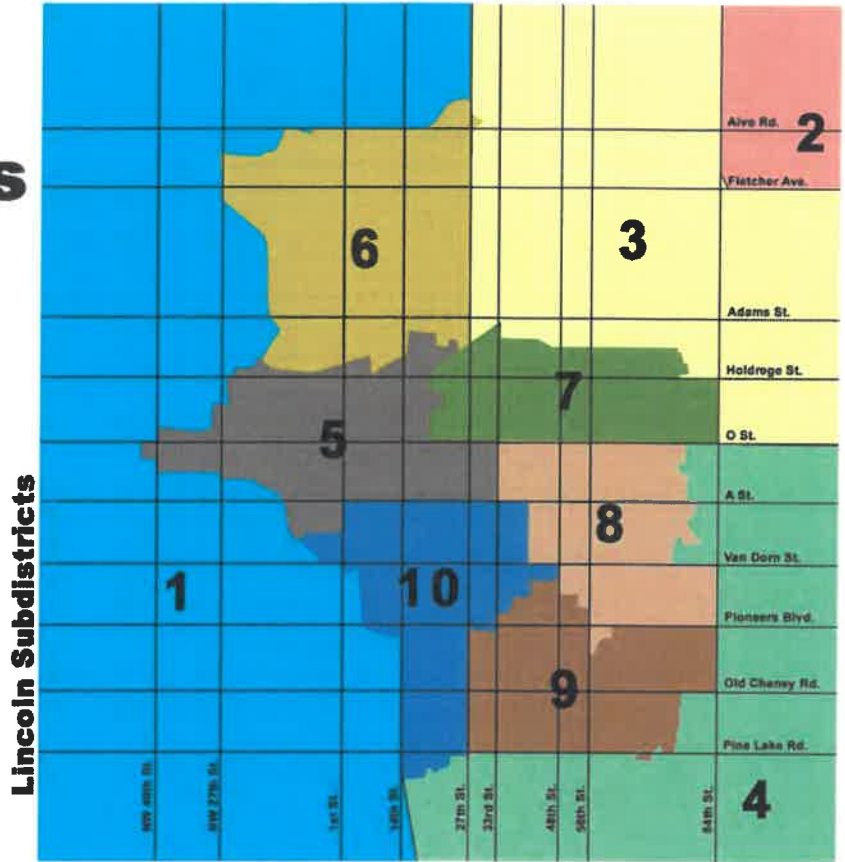 s
Lincoln Subdistricts
2
Alvo Rd.
Fletcher Ave.
6
3
Adams St.
Holdrege St.
7
5
O St.
A St.
8
Van Dorn St.
1
10
Pioneers Blvd.
9
Old Cheney Rd.
Pine Lake Rd.
4
NW 48th St.
NW 27th St.
1st St.
14th St.
27th St.
33rd St.
48th St.
56th St.
84th St.